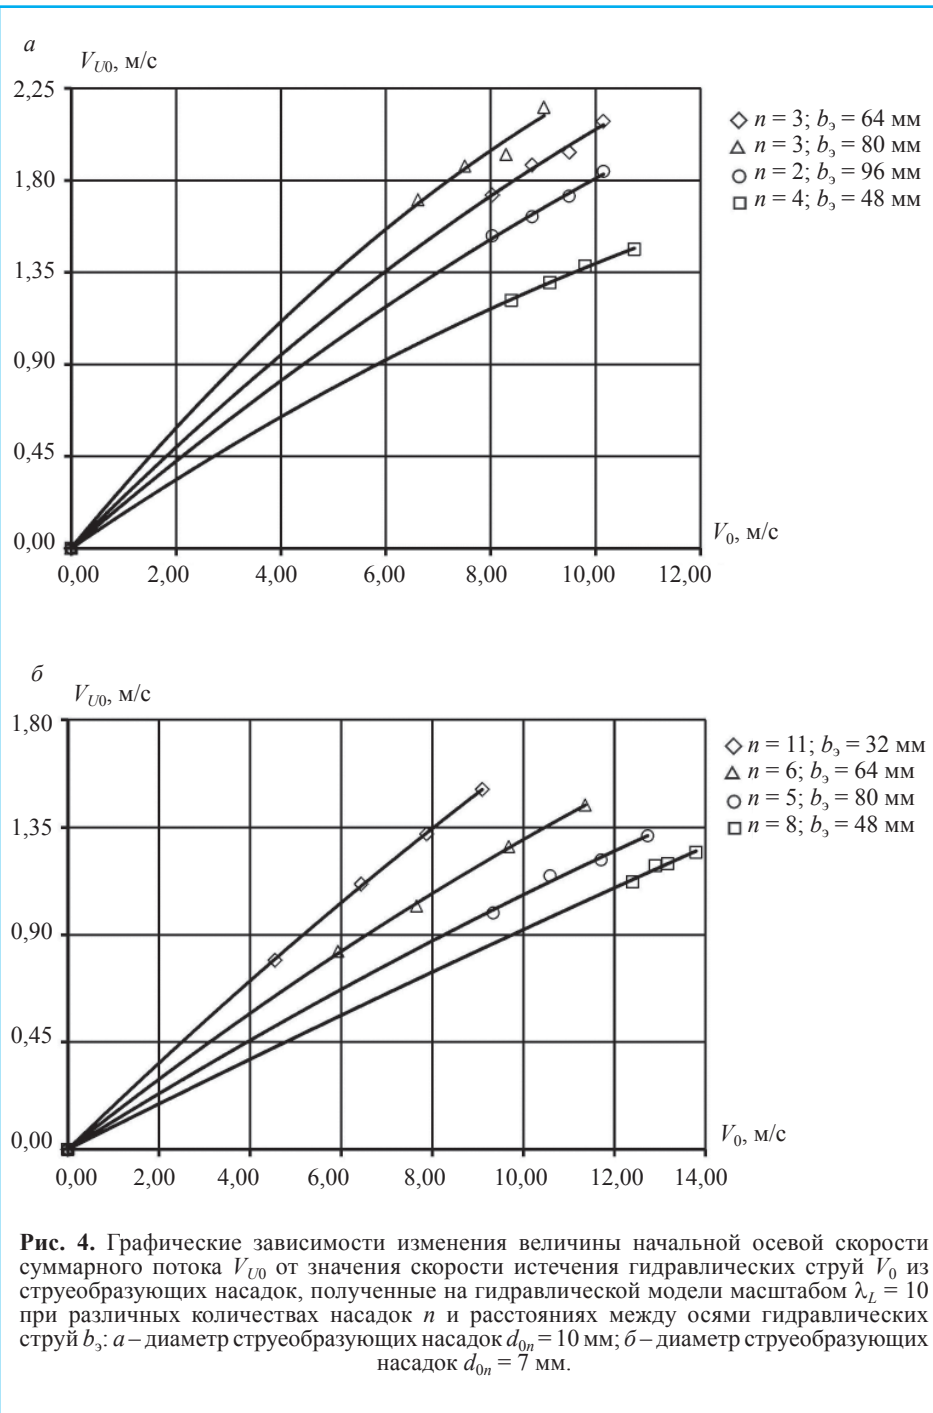 а
V_U0, м/с
2,25
1,80
1,35
0,90
0,45
0,00
0,00 2,00 4,00 6,00 8,00 10,00 12,00
V_0, м/с
n = 3; b_э = 64 мм
n = 3; b_э = 80 мм
n = 2; b_э = 96 мм
n = 4; b_э = 48 мм
б
V_U0, м/с
1,80
1,35
0,90
0,45
0,00
0,00 2,00 4,00 6,00 8,00 10,00 12,00 14,00
V_0, м/с
n = 11; b_э = 32 мм
n = 6; b_э = 64 мм
n = 5; b_э = 80 мм
n = 8; b_э = 48 мм
Рис. 4. Графические зависимости изменения величины начальной осевой скорости
суммарного потока V_U0 от значения скорости истечения гидравлических струй V_0 из
струеобразующих насадок, полученные на гидравлической модели масштабом λ_L = 10
при различных количествах насадок n и расстояниях между осями гидравлических
струй b_э: а – диаметр струеобразующих насадок d_0n = 10 мм; б – диаметр струеобразующих
насадок d_0n = 7 мм.